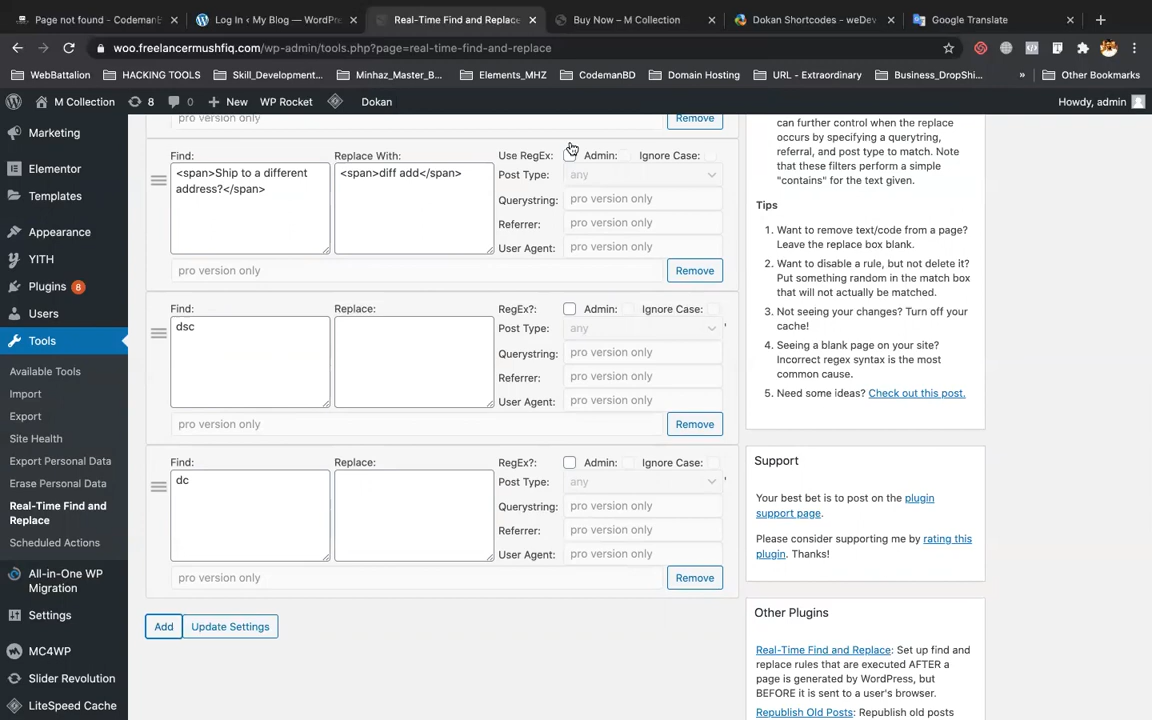 Page not found - CodemanE
Log In ‹ My Blog — WordPr
Real-Time Find and Replace
Buy Now – M Collection
Dokan Shortcodes - weDev
Google Translate
woo.freelancermushfiq.com/wp-admin/tools.php?page=real-time-find-and-replace
WebBattalion
HACKING TOOLS
Skill_Development...
Minhaz_Master_B...
Elements_MHZ
CodemanBD
Domain Hosting
URL - Extraordinary
Business_DropShi...
»
Other Bookmarks
M Collection
8
0
New
WP Rocket
Dokan
Howdy, admin
Marketing
Elementor
Templates
Appearance
YITH
Plugins 8
Users
Tools
Available Tools
Import
Export
Site Health
Export Personal Data
Erase Personal Data
Real-Time Find and
Replace
Scheduled Actions
All-in-One WP
Migration
Settings
MC4WP
Slider Revolution
LiteSpeed Cache
pro version only
Remove
Find:
Replace With:
Use RegEx:
Admin:
Ignore Case:
<span>Ship to a different
address?</span>
<span>diff add</span>
Post Type:
any
Querystring:
pro version only
Referrer:
pro version only
User Agent:
pro version only
pro version only
Remove
Find:
Replace:
RegEx?:
Admin:
Ignore Case:
dsc
Post Type:
any
'
Querystring:
pro version only
Referrer:
pro version only
User Agent:
pro version only
pro version only
Remove
Find:
Replace:
RegEx?:
Admin:
Ignore Case:
dc
Post Type:
any
'
Querystring:
pro version only
Referrer:
pro version only
User Agent:
pro version only
pro version only
Remove
Add
Update Settings
can further control when the replace
occurs by specifying a querytring,
referral, and post type to match. Note
that these filters perform a simple
"contains" for the text given.
Tips
1. Want to remove text/code from a page?
Leave the replace box blank.
2. Want to disable a rule, but not delete it?
Put something random in the match box
that will not actually be matched.
3. Not seeing your changes? Turn off your
cache!
4. Seeing a blank page on your site?
Incorrect regex syntax is the most
common cause.
5. Need some ideas? Check out this post.
Support
Your best bet is to post on the plugin
support page.
Please consider supporting me by rating this
plugin. Thanks!
Other Plugins
Real-Time Find and Replace: Set up find and
replace rules that are executed AFTER a
page is generated by WordPress, but
BEFORE it is sent to a user's browser.
Republish Old Posts: Republish old posts